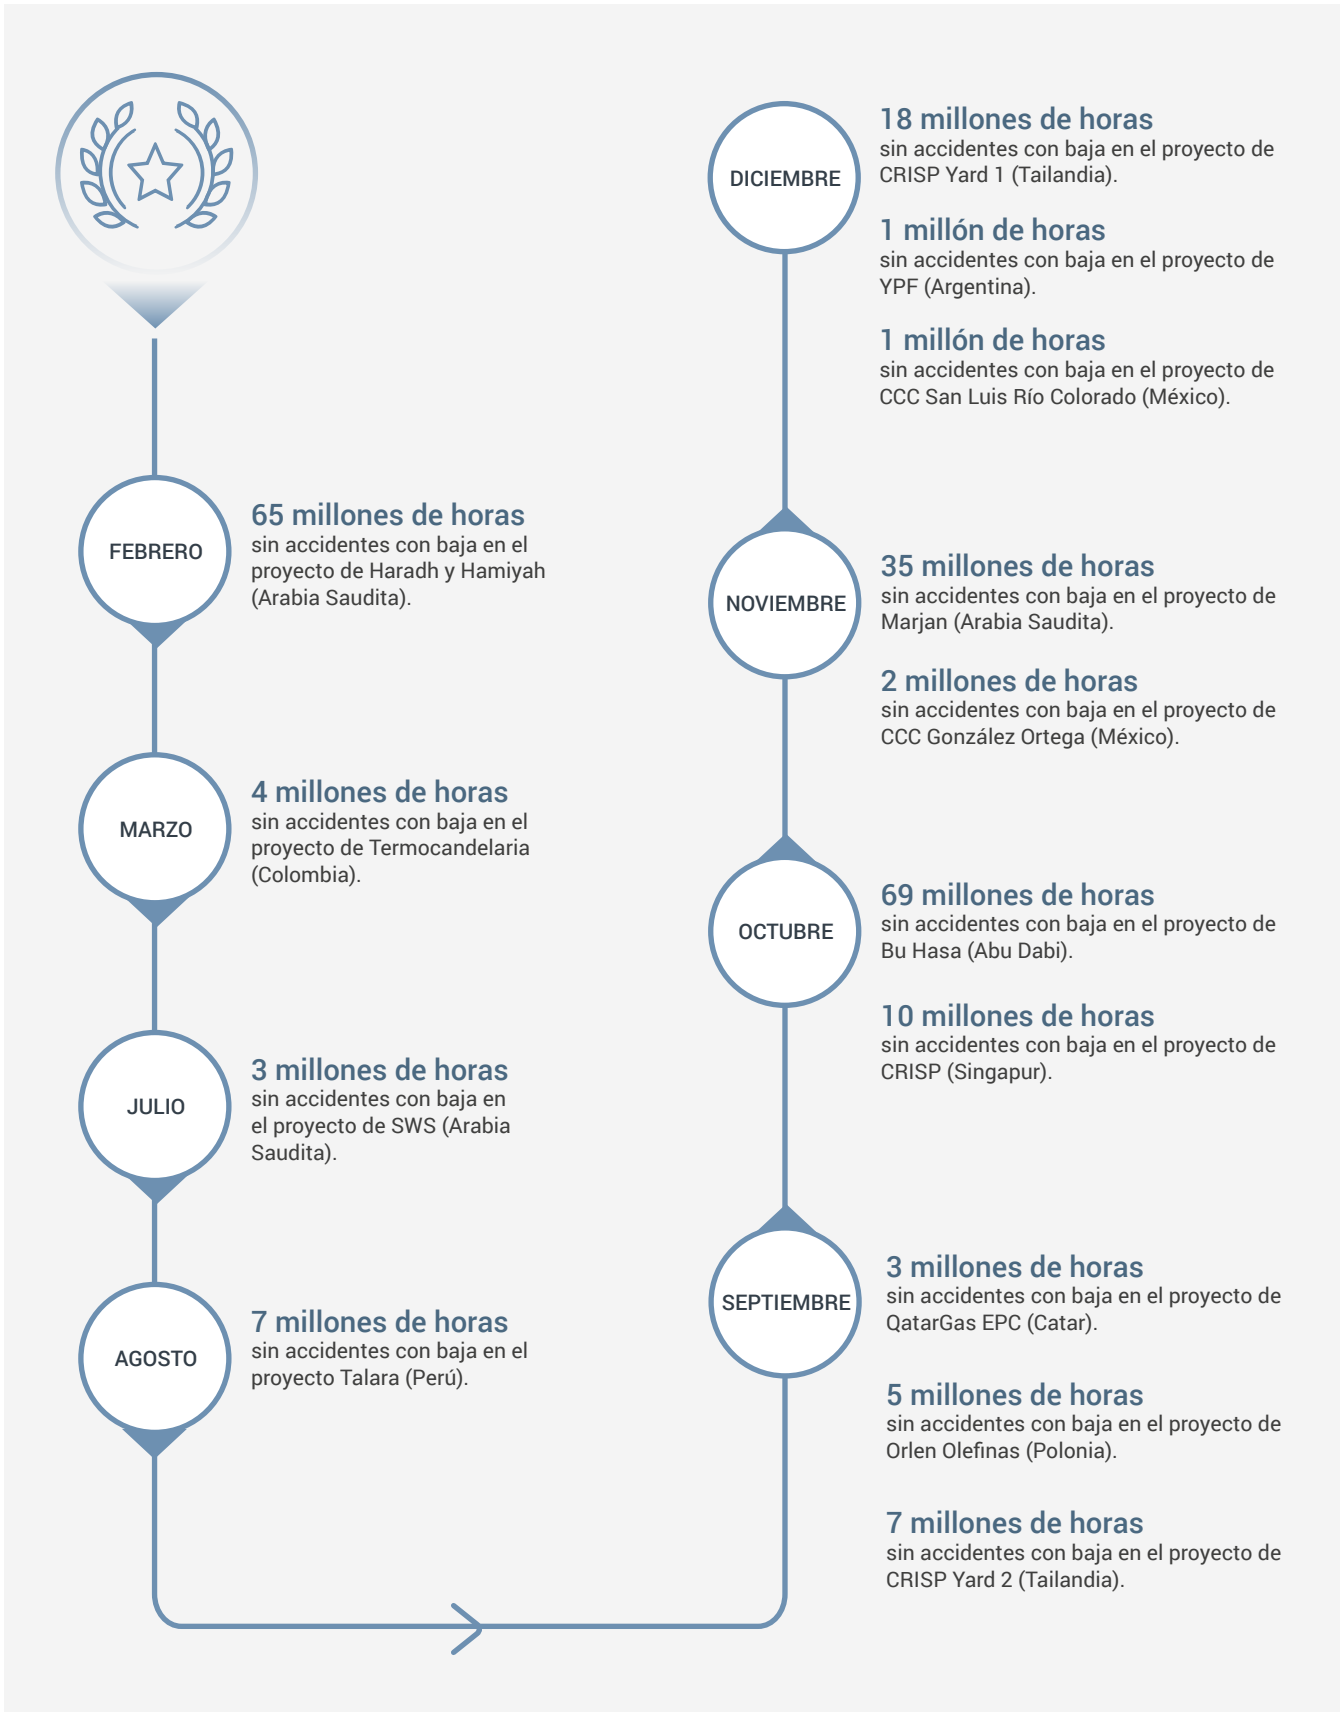 FEBRERO
65 millones de horas
sin accidentes con baja en el
proyecto de Haradh y Hamiyah
(Arabia Saudita).
MARZO
4 millones de horas
sin accidentes con baja en el
proyecto de Termocandelaria
(Colombia).
JULIO
3 millones de horas
sin accidentes con baja en
el proyecto de SWS (Arabia
Saudita).
AGOSTO
7 millones de horas
sin accidentes con baja en el
proyecto Talara (Perú).
SEPTIEMBRE
3 millones de horas
sin accidentes con baja en el proyecto de
QatarGas EPC (Catar).
5 millones de horas
sin accidentes con baja en el proyecto de
Orlen Olefinas (Polonia).
7 millones de horas
sin accidentes con baja en el proyecto de
CRISP Yard 2 (Tailandia).
OCTUBRE
69 millones de horas
sin accidentes con baja en el proyecto de
Bu Hasa (Abu Dabi).
10 millones de horas
sin accidentes con baja en el proyecto de
CRISP (Singapur).
NOVIEMBRE
35 millones de horas
sin accidentes con baja en el proyecto de
Marjan (Arabia Saudita).
2 millones de horas
sin accidentes con baja en el proyecto de
CCC González Ortega (México).
DICIEMBRE
18 millones de horas
sin accidentes con baja en el proyecto de
CRISP Yard 1 (Tailandia).
1 millón de horas
sin accidentes con baja en el proyecto de
YPF (Argentina).
1 millón de horas
sin accidentes con baja en el proyecto de
CCC San Luis Río Colorado (México).